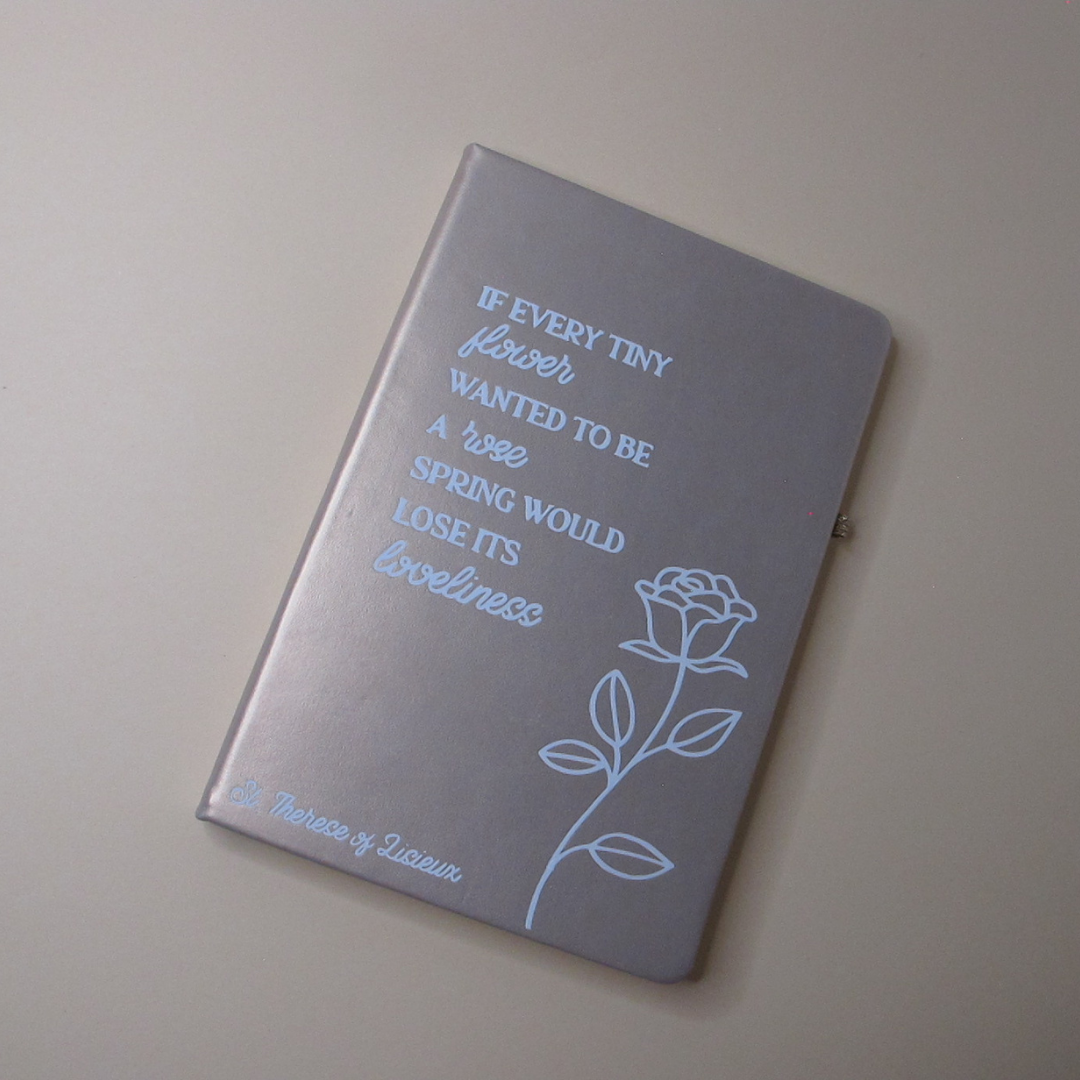 IF EVERY TINY
flower
WANTED TO BE
A rose
SPRING WOULD
LOSE ITS
loveliness
St. Therese of Lisieux